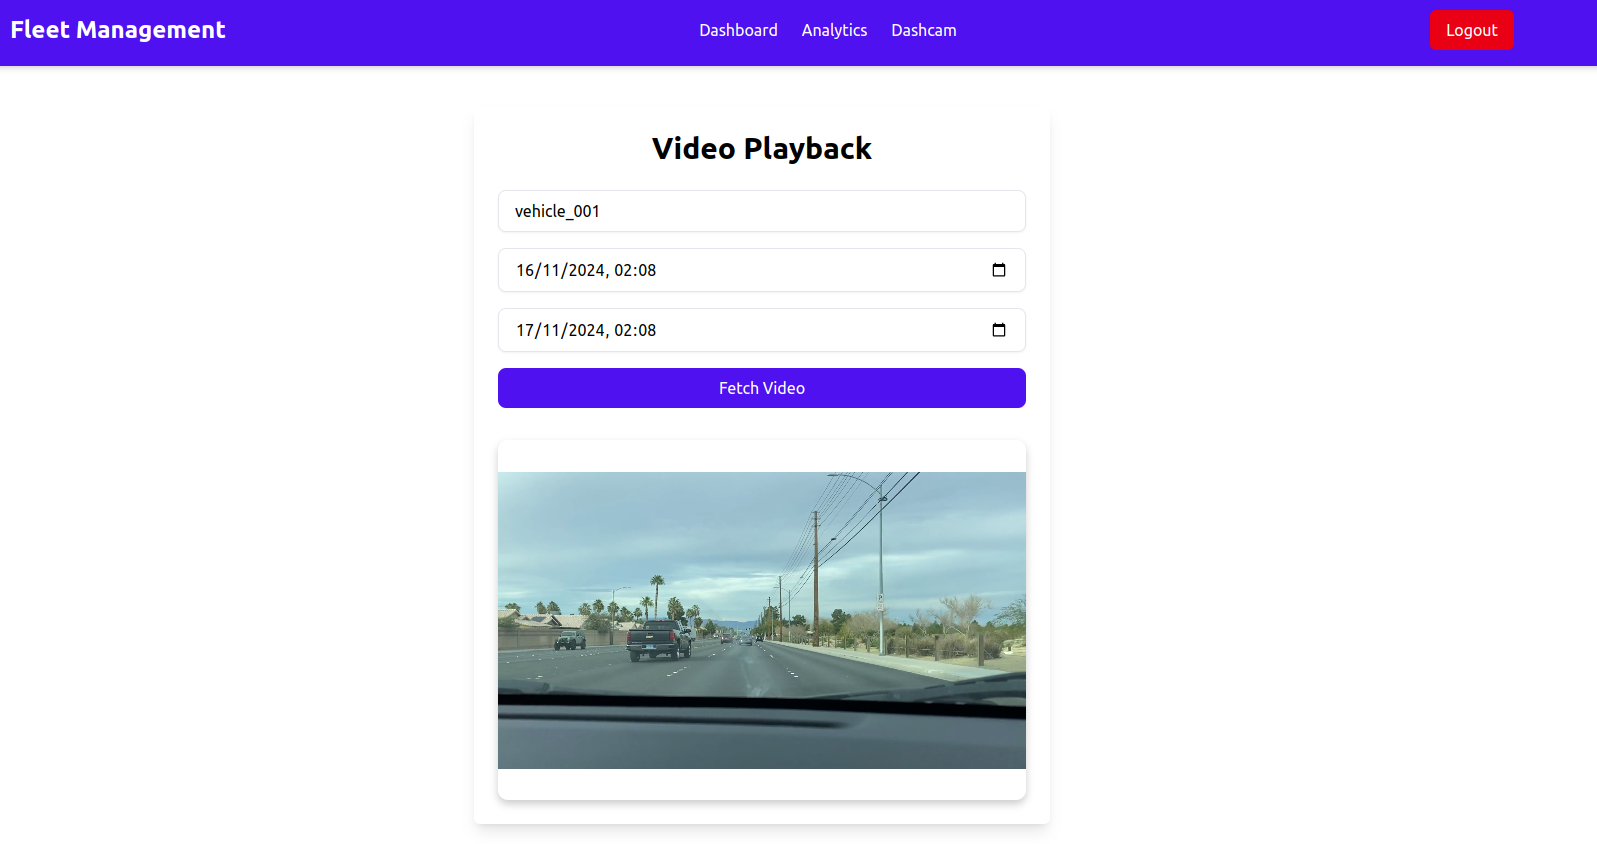 Fleet Management
Dashboard Analytics Dashcam
Logout
Video Playback
vehicle_001
16/11/2024, 02:08
17/11/2024, 02:08
Fetch Video